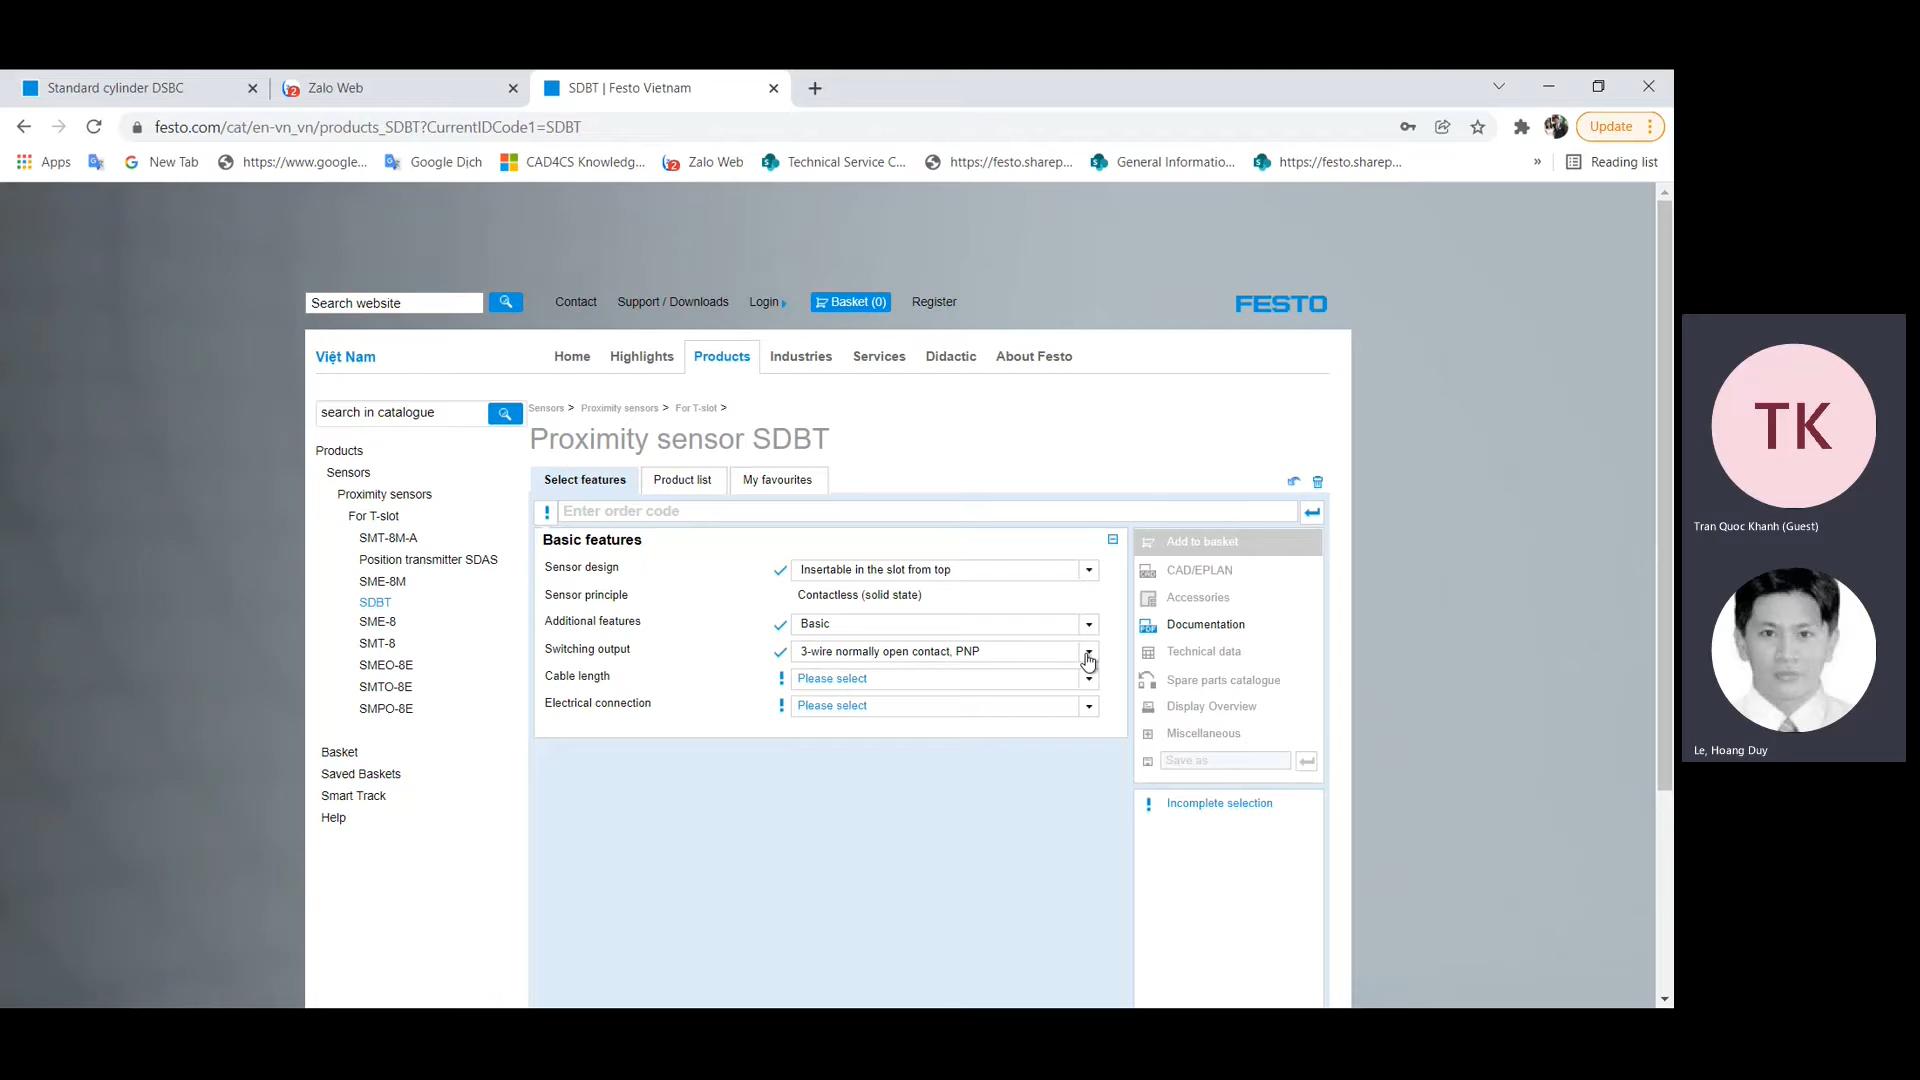 Standard cylinder DSBC
Zalo Web
SDBT | Festo Vietnam
festo.com/cat/en-vn_vn/products_SDBT?CurrentIDCode1=SDBT
Update
Apps
New Tab
https://www.google...
Google Dịch
CAD4CS Knowledg...
2
Zalo Web
Technical Service C...
https://festo.sharep...
General Informatio...
https://festo.sharep...
»
Reading list
Search website
Contact
Support / Downloads
Login
Basket (0)
Register
FESTO
Việt Nam
Home
Highlights
Products
Industries
Services
Didactic
About Festo
search in catalogue
Sensors > Proximity sensors > For T-slot >
Proximity sensor SDBT
Products
Sensors
Proximity sensors
For T-slot
SMT-8M-A
Position transmitter SDAS
SME-8M
SDBT
SME-8
SMT-8
SMEO-8E
SMTO-8E
SMPO-8E
Basket
Saved Baskets
Smart Track
Help
Select features
Product list
My favourites
! Enter order code
Basic features
Sensor design
Insertable in the slot from top
Sensor principle
Contactless (solid state)
Additional features
Basic
Switching output
3-wire normally open contact, PNP
Cable length
! Please select
Electrical connection
! Please select
Add to basket
CAD/EPLAN
Accessories
PDF Documentation
Technical data
Spare parts catalogue
Display Overview
Miscellaneous
Save as
! Incomplete selection
TK
Tran Quoc Khanh (Guest)
Le, Hoang Duy